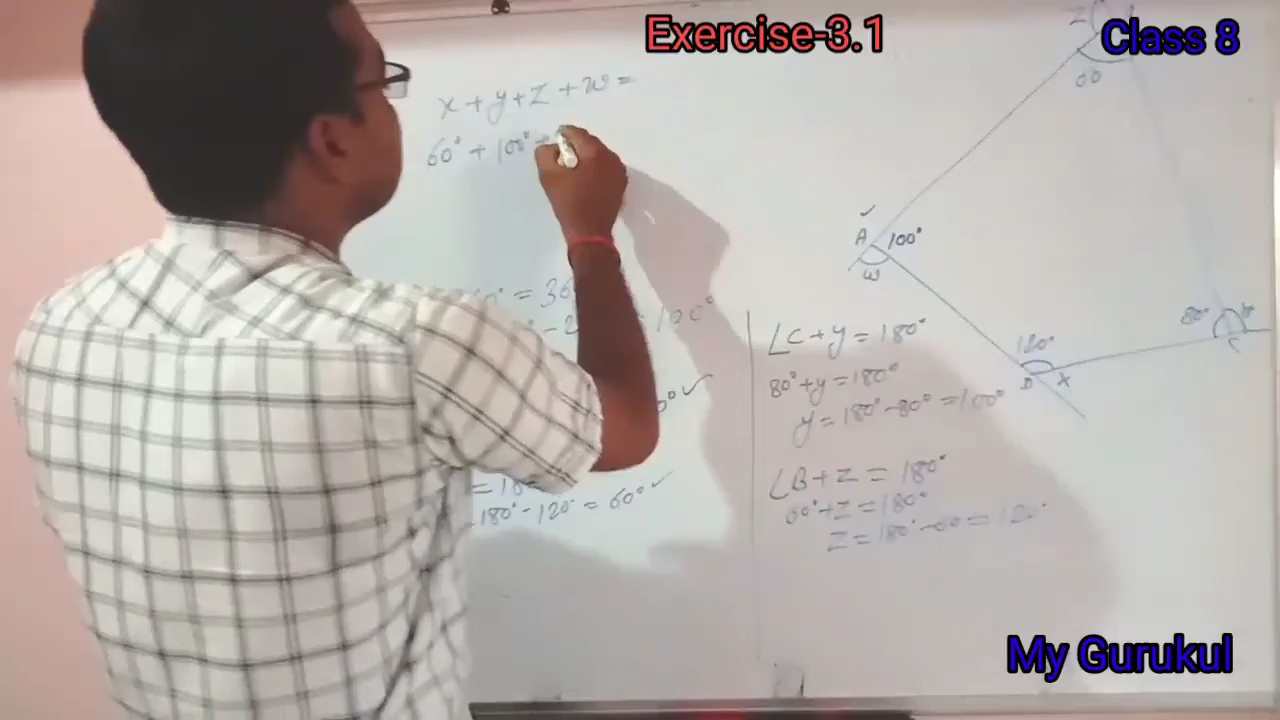 Exercise-3.1
Class 8
x + y + z + w =
60° + 100° +
= 36
180° - 120° = 60° ✓
∠C + y = 180°
80° + y = 180°
y = 180° - 80° = 100°
∠B + z = 180°
60° + z = 180°
z = 180° - 60 = 120°
z
60
A
100°
w
120°
D
x
80°
C
My Gurukul